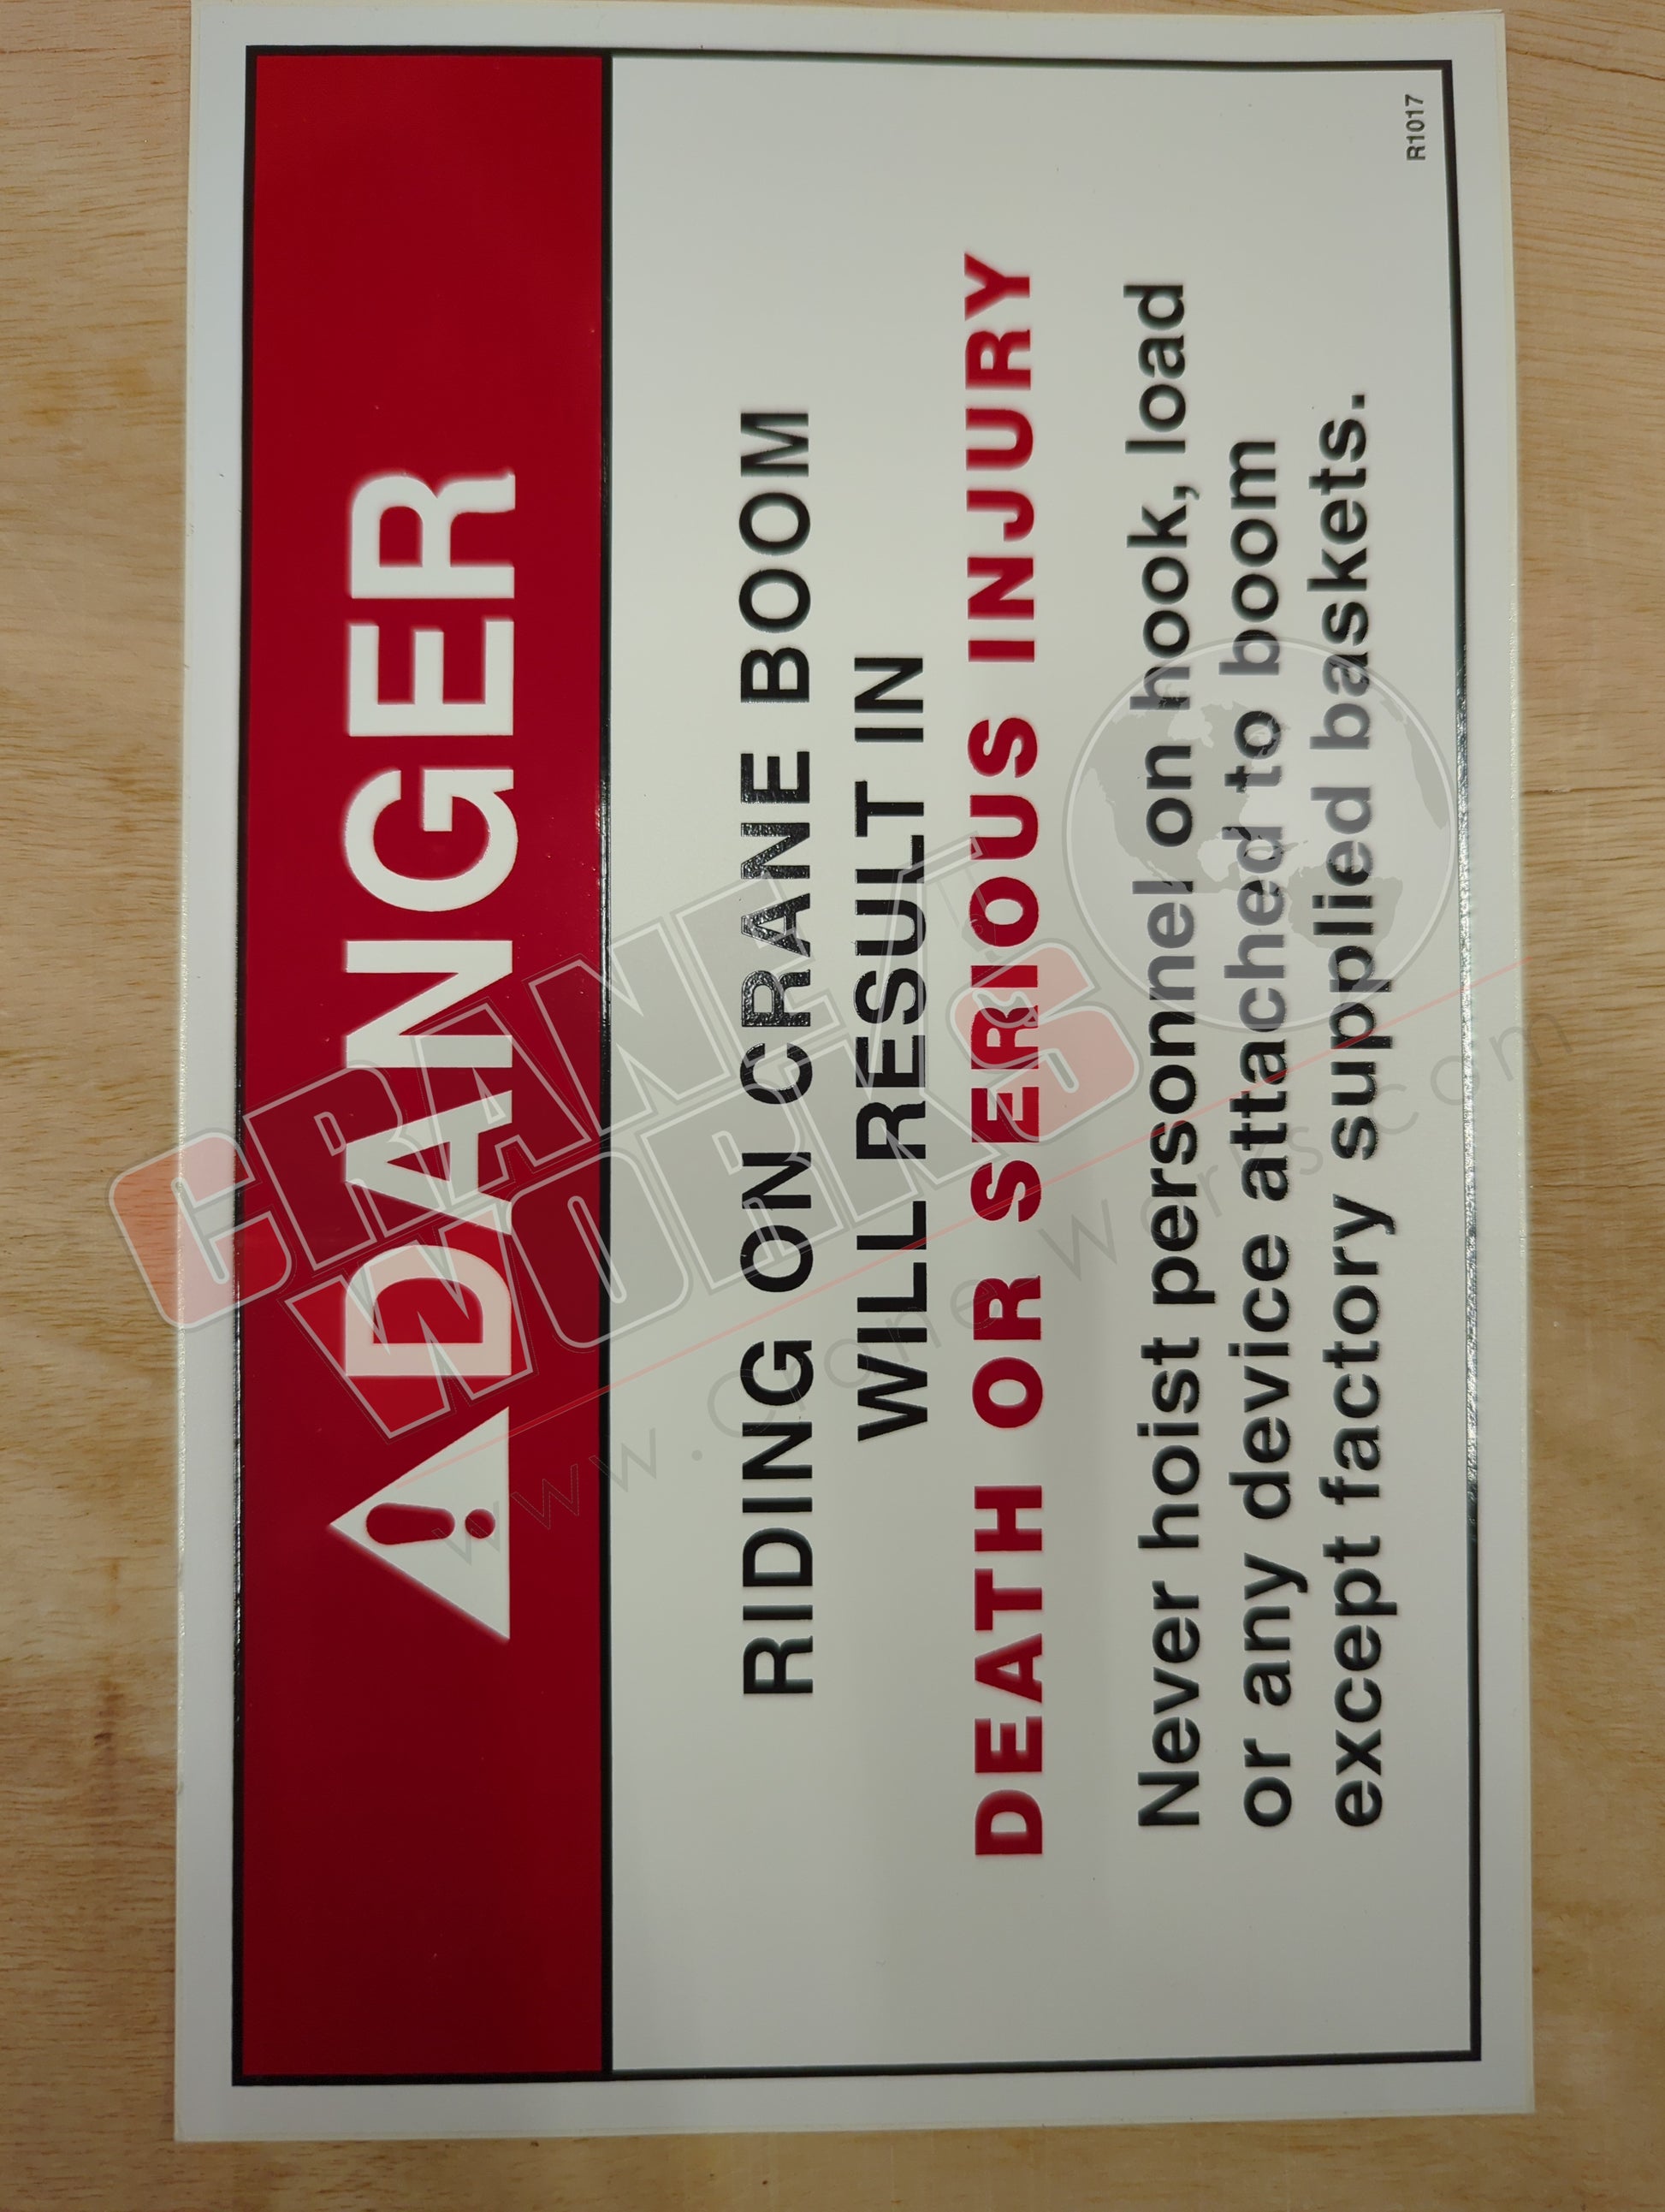 DANGER
RIDING ON CRANE BOOM
WILL RESULT IN
DEATH OR SERIOUS INJURY
Never hoist personnel on hook, load
or any device attached to boom
except factory supplied baskets.
R1017
CRANE
WORKS
www.craneworks.com